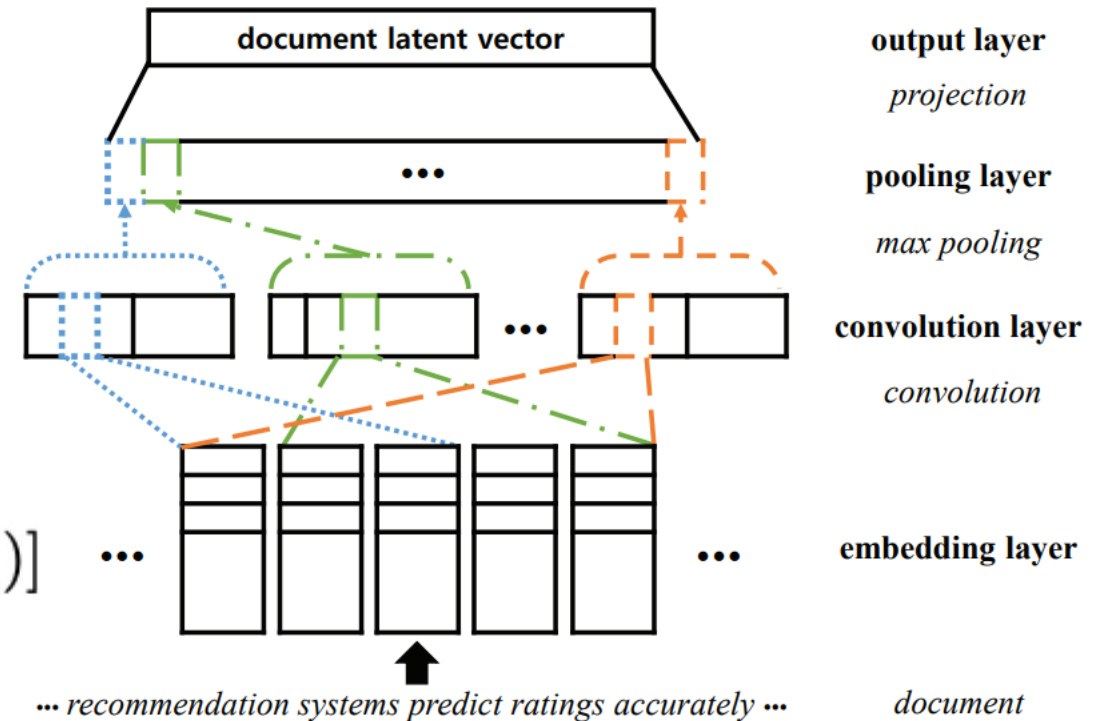 document latent vector
output layer
projection
•••
pooling layer
max pooling
•••
convolution layer
convolution
)]
•••
•••
embedding layer
••• recommendation systems predict ratings accurately •••
document